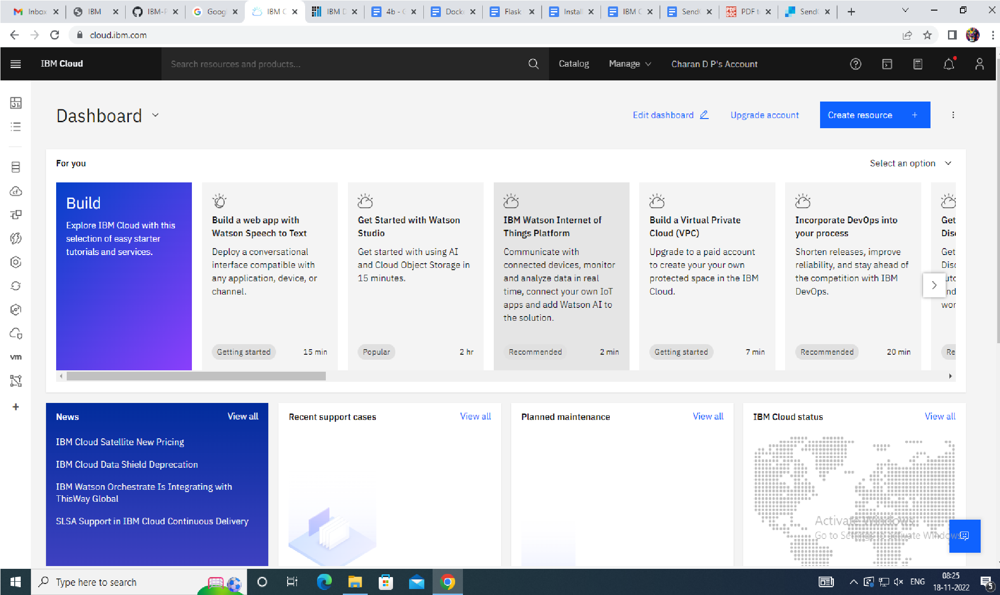 Inbox
IBM
IBM-P
Goog
IBM C
IBM D
4b - G
Docke
Flask
Install
IBM C
SendG
PDF to
SendG
cloud.ibm.com
IBM Cloud
Search resources and products...
Catalog
Manage
Charan D P's Account
Dashboard
Edit dashboard
Upgrade account
Create resource
For you
Select an option
Build
Explore IBM Cloud with this
selection of easy starter
tutorials and services.
Build a web app with
Watson Speech to Text
Deploy a conversational
interface compatible with
any application, device, or
channel.
Getting started
15 min
Get Started with Watson
Studio
Get started with using AI
and Cloud Object Storage in
15 minutes.
Popular
2 hr
IBM Watson Internet of
Things Platform
Communicate with
connected devices, monitor
and analyze data in real
time, connect your own IoT
apps and add Watson AI to
the solution.
Recommended
2 min
Build a Virtual Private
Cloud (VPC)
Upgrade to a paid account
to create your your own
protected space in the IBM
Cloud.
Getting started
7 min
Incorporate DevOps into
your process
Shorten releases, improve
reliability, and stay ahead of
the competition with IBM
DevOps.
Recommended
20 min
Get
Dis
Get
Dis
wor
Re
vm
News
View all
IBM Cloud Satellite New Pricing
IBM Cloud Data Shield Deprecation
IBM Watson Orchestrate Is Integrating with
ThisWay Global
SLSA Support in IBM Cloud Continuous Delivery
Recent support cases
View all
Planned maintenance
View all
IBM Cloud status
View all
Activate Windows
Go to Settings to activate Windows.
Type here to search
ENG
08:25
18-11-2022
5